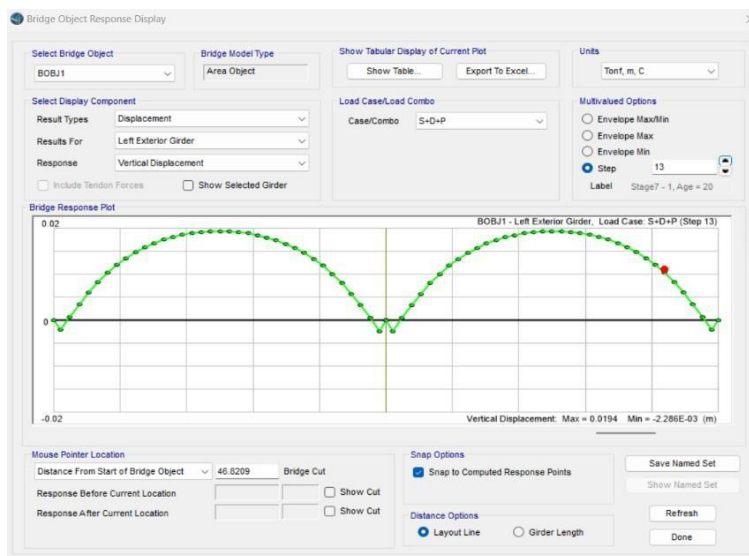 Bridge Object Response Display
Select Bridge Object
BOBJ1
Bridge Model Type
Area Object
Show Tabular Display of Current Plot
Show Table...
Export To Excel...
Units
Tonf, m, C
Select Display Component
Result Types
Displacement
Results For
Left Exterior Girder
Response
Vertical Displacement
Include Tendon Forces
Show Selected Girder
Load Case/Load Combo
Case/Combo
S+D+P
Multivalued Options
Envelope Max/Min
Envelope Max
Envelope Min
Step
13
Label
Stage7 - 1, Age = 20
Bridge Response Plot
0.02
BOBJ1 - Left Exterior Girder, Load Case: S+D+P (Step 13)
0
-0.02
Vertical Displacement: Max = 0.0194 Min = -2.286E-03 (m)
Mouse Pointer Location
Distance From Start of Bridge Object
46.8209
Bridge Cut
Response Before Current Location
Show Cut
Response After Current Location
Show Cut
Snap Options
Snap to Computed Response Points
Distance Options
Layout Line
Girder Length
Save Named Set
Show Named Set
Refresh
Done